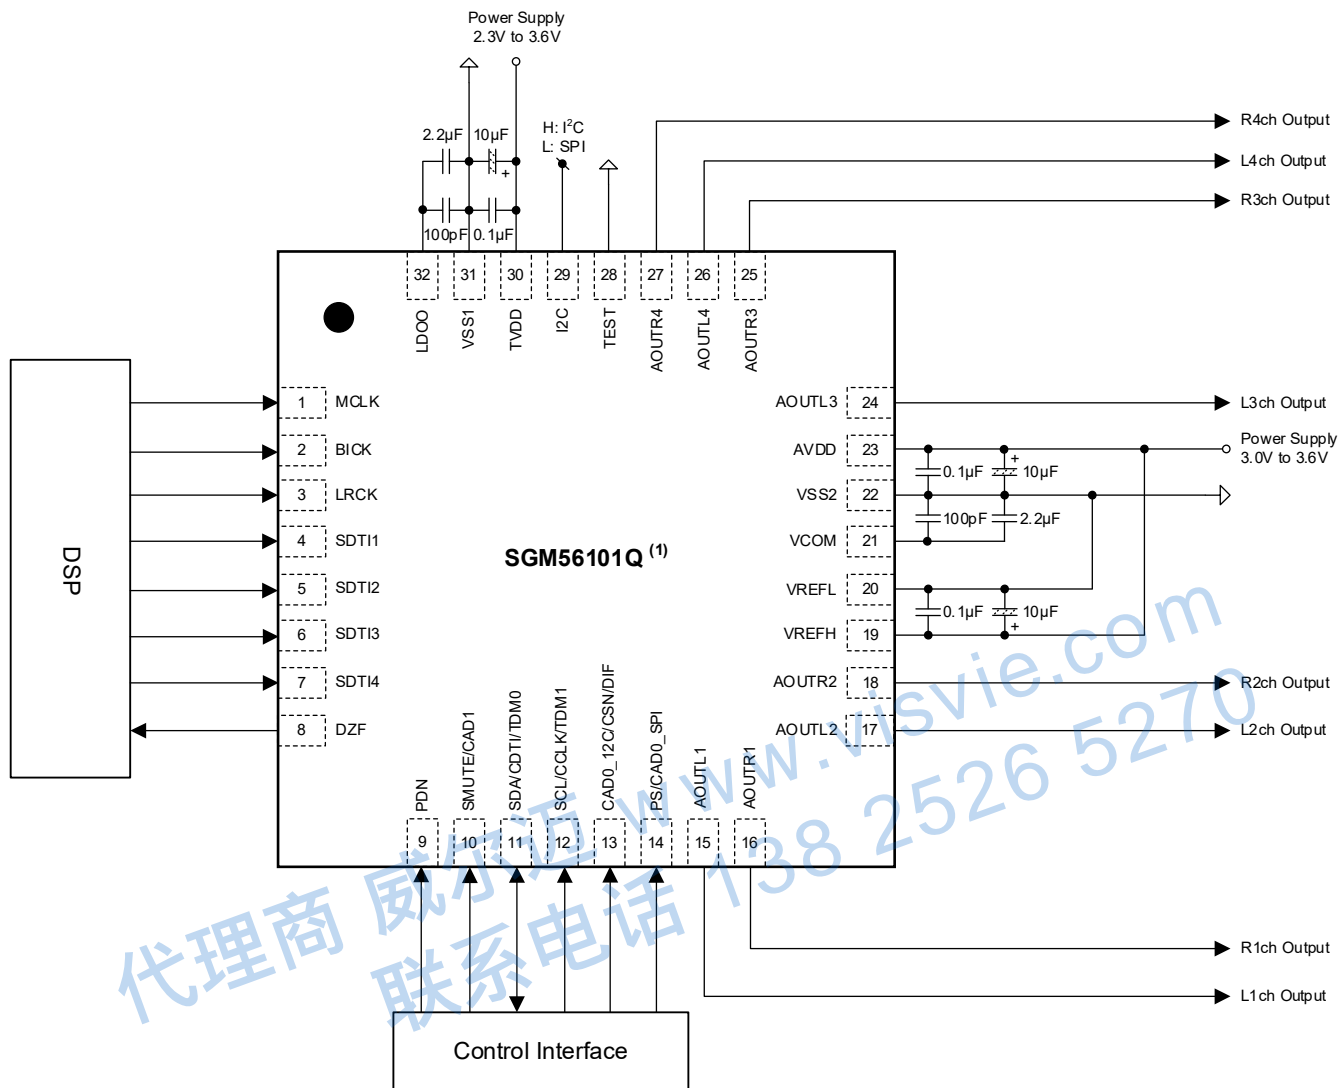 Power Supply
2.3V to 3.6V
2.2µF
10µF
H: I²C
L: SPI
+
100pF
0.1µF
R4ch Output
L4ch Output
R3ch Output
32
31
30
29
28
27
26
25
LDOO
VSS1
TVDD
I2C
TEST
AOUTR4
AOUTL4
AOUTR3
DSP
1 MCLK
2 BICK
3 LRCK
4 SDTI1
5 SDTI2
6 SDTI3
7 SDTI4
8 DZF
SGM56101Q (1)
AOUTL3 24
L3ch Output
AVDD 23
Power Supply
3.0V to 3.6V
+
0.1µF
10µF
VSS2 22
100pF
2.2µF
VCOM 21
VREFL 20
0.1µF
10µF
+
VREFH 19
AOUTR2 18
R2ch Output
AOUTL2 17
L2ch Output
PDN
SMUTE/CAD1
SDA/CDTI/TDM0
SCL/CCLK/TDM1
CAD0_12C/CSN/DIF
PS/CAD0_SPI
AOUTL1
AOUTR1
9
10
11
12
13
14
15
16
R1ch Output
L1ch Output
Control Interface
代理商 威尔迈 www.visvie.com
联系电话 138 2526 5270